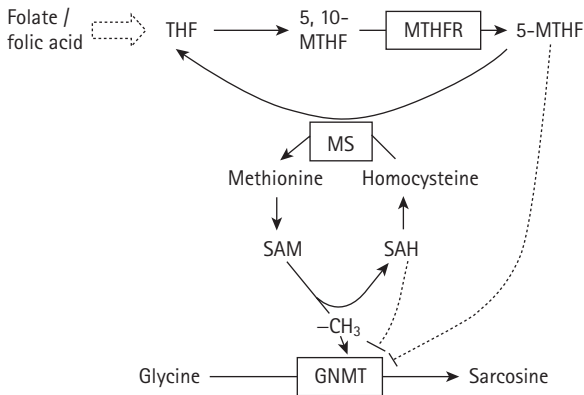 Folate /
folic acid
THF
5, 10-
MTHF
MTHFR
5-MTHF
MS
Methionine
Homocysteine
SAM
SAH
–CH₃
Glycine
GNMT
Sarcosine